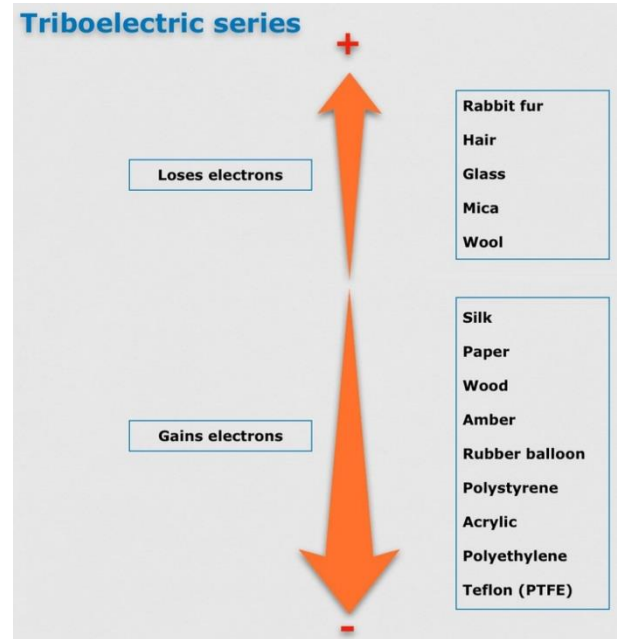 Triboelectric series
+
Rabbit fur
Hair
Glass
Mica
Wool
Loses electrons
Silk
Paper
Wood
Amber
Rubber balloon
Polystyrene
Acrylic
Polyethylene
Teflon (PTFE)
Gains electrons
-